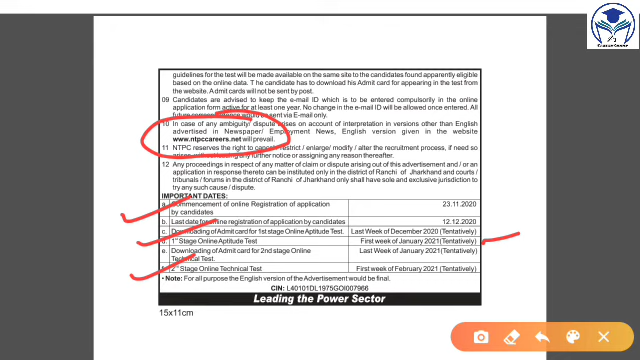 guidelines for the test will be made available on the same site to the candidates found apparently eligible
based on the online data. The candidate has to download his Admit card for appearing in the test from
the website. Admit cards will not be sent by post.
09 Candidates are advised to keep the e-mail ID which is to be entered compulsorily in the online
application form active for at least one year. No change in the e-mail ID will be allowed once entered. All
future correspondence would be sent via E-mail only.
10 In case of any ambiguity/ dispute arises on account of interpretation in versions other than English
advertised in Newspaper/ Employment News, English version given in the website
www.ntpccareers.net will prevail.
11 NTPC reserves the right to cancel/ restrict / enlarge/ modify / alter the recruitment process, if need so
arises, without issuing any further notice or assigning any reason thereafter.
12 Any proceedings in respect of any matter of claim or dispute arising out of this advertisement and / or an
application in response thereto can be instituted only in the district of Ranchi of Jharkhand and courts /
tribunals / forums in the district of Ranchi of Jharkhand only shall have sole and exclusive jurisdiction to
try any such cause / dispute.
IMPORTANT DATES:
a. Commencement of online Registration of Application by candidates 23.11.2020
b. Last date for online registration of application by candidates 12.12.2020
c. Downloading of Admit card for 1st stage Online Aptitude Test. Last Week of December 2020 (Tentatively)
d. 1st Stage Online Aptitude Test First week of January 2021 (Tentatively)
e. Downloading of Admit card for 2nd stage Online Technical Test. Last Week of January 2021 (Tentatively)
f. 2nd Stage Online Technical Test First week of February 2021 (Tentatively)
• Note: For all purpose the English version of the Advertisement would be final.
CIN: L40101DL1975GOI007966
Leading the Power Sector
15x11cm